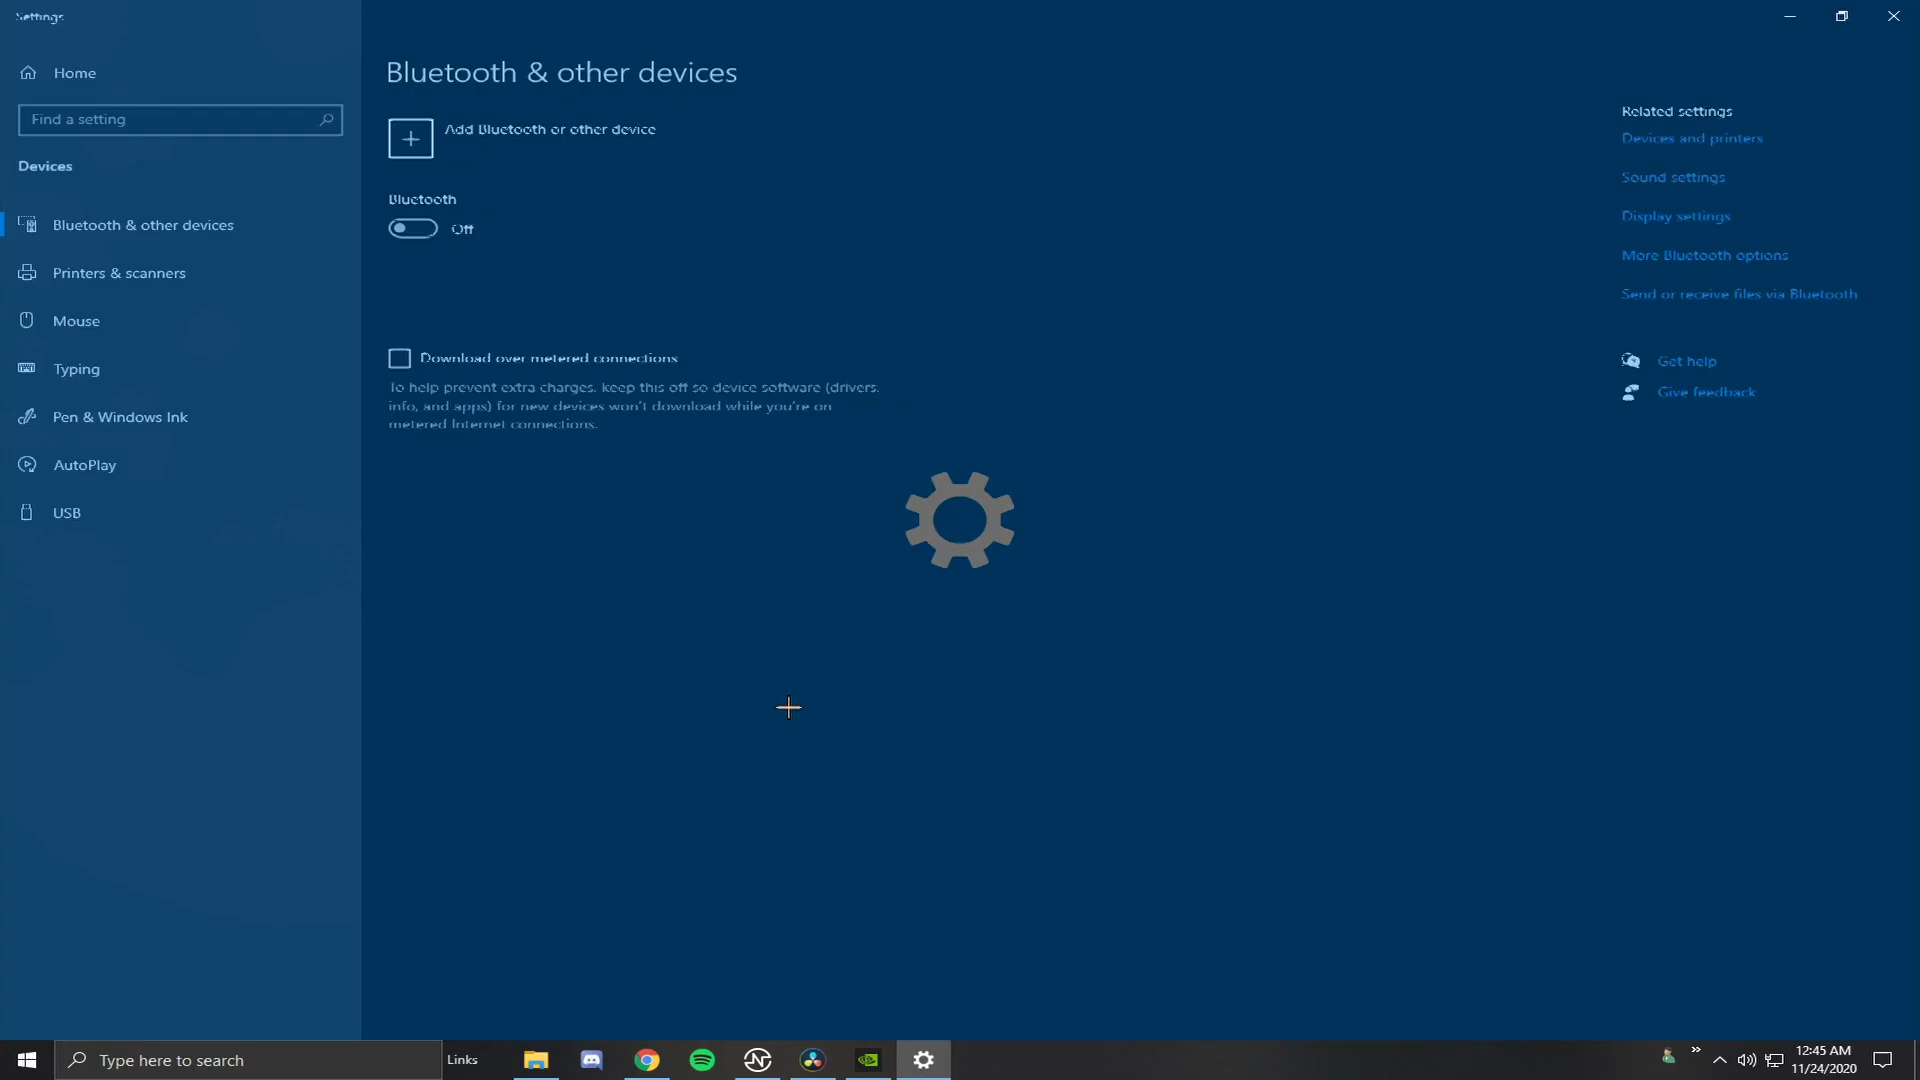 Settings
Home
Find a setting
Devices
Bluetooth & other devices
Printers & scanners
Mouse
Typing
Pen & Windows Ink
AutoPlay
USB
Bluetooth & other devices
Add Bluetooth or other device
Bluetooth
Off
Download over metered connections
To help prevent extra charges, keep this off so device software (drivers,
info, and apps) for new devices won't download while you're on
metered Internet connections.
Related settings
Devices and printers
Sound settings
Display settings
More Bluetooth options
Send or receive files via Bluetooth
Get help
Give feedback
Type here to search
Links
12:45 AM
11/24/2020